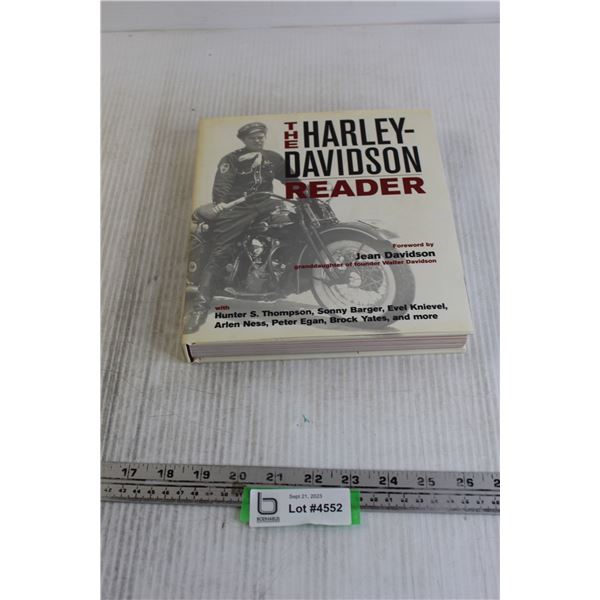 THE HARLEY-
DAVIDSON
READER
Foreword by
Jean Davidson
granddaughter of founder Walter Davidson
with
Hunter S. Thompson, Sonny Barger, Evel Knievel,
Arlen Ness, Peter Egan, Brock Yates, and more
17 18 19 20 21 22 23 24 25 26
Sept 21, 2023
Lot #4552
BODNARUS